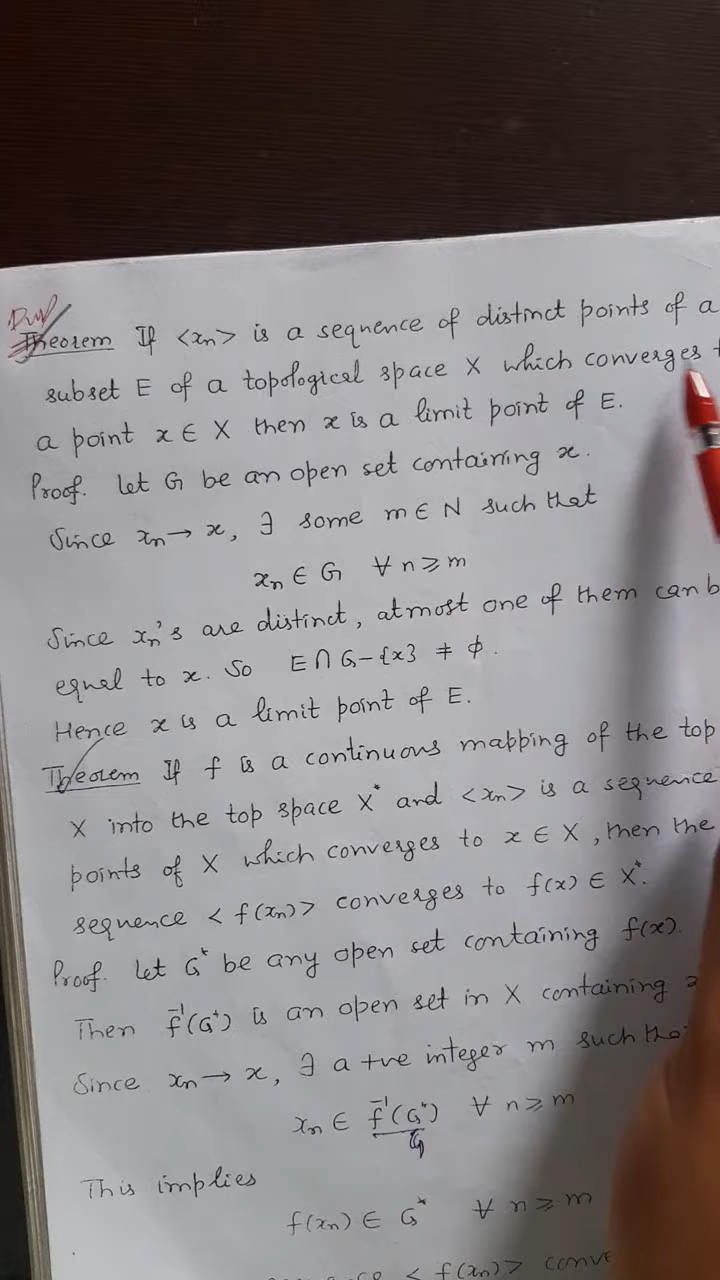 Theorem If <xn> is a sequence of distinct points of a
subset E of a topological space X which converges
a point x ∈ X then x is a limit point of E.
Proof. Let G be an open set containing x.
Since xn → x, ∃ some m ∈ N such that
xn ∈ G ∀ n ≥ m
Since xn's are distinct, atmost one of them can b
equal to x. So E ∩ G - {x} ≠ ϕ.
Hence x is a limit point of E.
Theorem If f is a continuous mapping of the top
X into the top space X* and <xn> is a sequence
points of X which converges to x ∈ X, then the
sequence < f(xn) > converges to f(x) ∈ X*.
Proof. Let G* be any open set containing f(x).
Then f⁻¹(G*) is an open set in X containing
Since xn → x, ∃ a +ve integer m such tha
xn ∈ f⁻¹(G*) ∀ n ≥ m
G
This implies
f(xn) ∈ G* ∀ n ≥ m
< f(xn) > conve